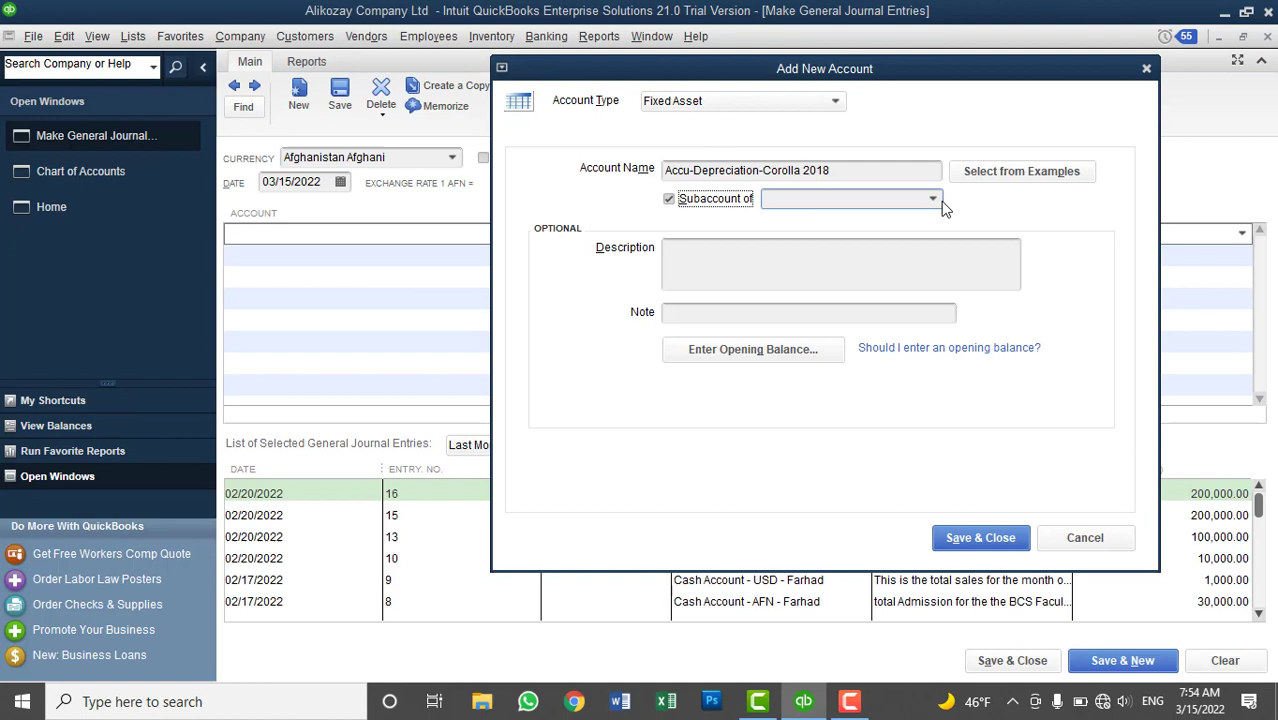 Alikozay Company Ltd - Intuit QuickBooks Enterprise Solutions 21.0 Trial Version - [Make General Journal Entries]
File Edit View Lists Favorites Company Customers Vendors Employees Inventory Banking Reports Window Help
55
Search Company or Help
Open Windows
Make General Journal...
Chart of Accounts
Home
My Shortcuts
View Balances
Run Favorite Reports
Open Windows
Do More With QuickBooks
Get Free Workers Comp Quote
Order Labor Law Posters
Order Checks & Supplies
Promote Your Business
New: Business Loans
Main Reports
Find
New
Save
Delete
Create a Copy
Memorize
CURRENCY Afghanistan Afghani
DATE 03/15/2022 EXCHANGE RATE 1 AFN =
ACCOUNT
List of Selected General Journal Entries: Last Mo
DATE ENTRY. NO.
02/20/2022 16 200,000.00
02/20/2022 15 200,000.00
02/20/2022 13 100,000.00
02/20/2022 10 10,000.00
02/17/2022 9 Cash Account - USD - Farhad This is the total sales for the month o... 1,000.00
02/17/2022 8 Cash Account - AFN - Farhad total Admission for the the BCS Facul... 30,000.00
Save & Close Save & New Clear
Add New Account
Account Type Fixed Asset
Account Name Accu-Depreciation-Corolla 2018 Select from Examples
Subaccount of
OPTIONAL
Description
Note
Enter Opening Balance... Should I enter an opening balance?
Save & Close Cancel
Type here to search
46°F
ENG
7:54 AM
3/15/2022